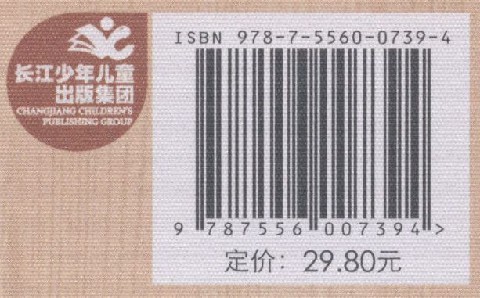 长江少年儿童
出版集团
CHANGJIANG CHILDREN'S
PUBLISHING GROUP
ISBN 978-7-5560-0739-4
9 787556 007394 >
定价：29.80元